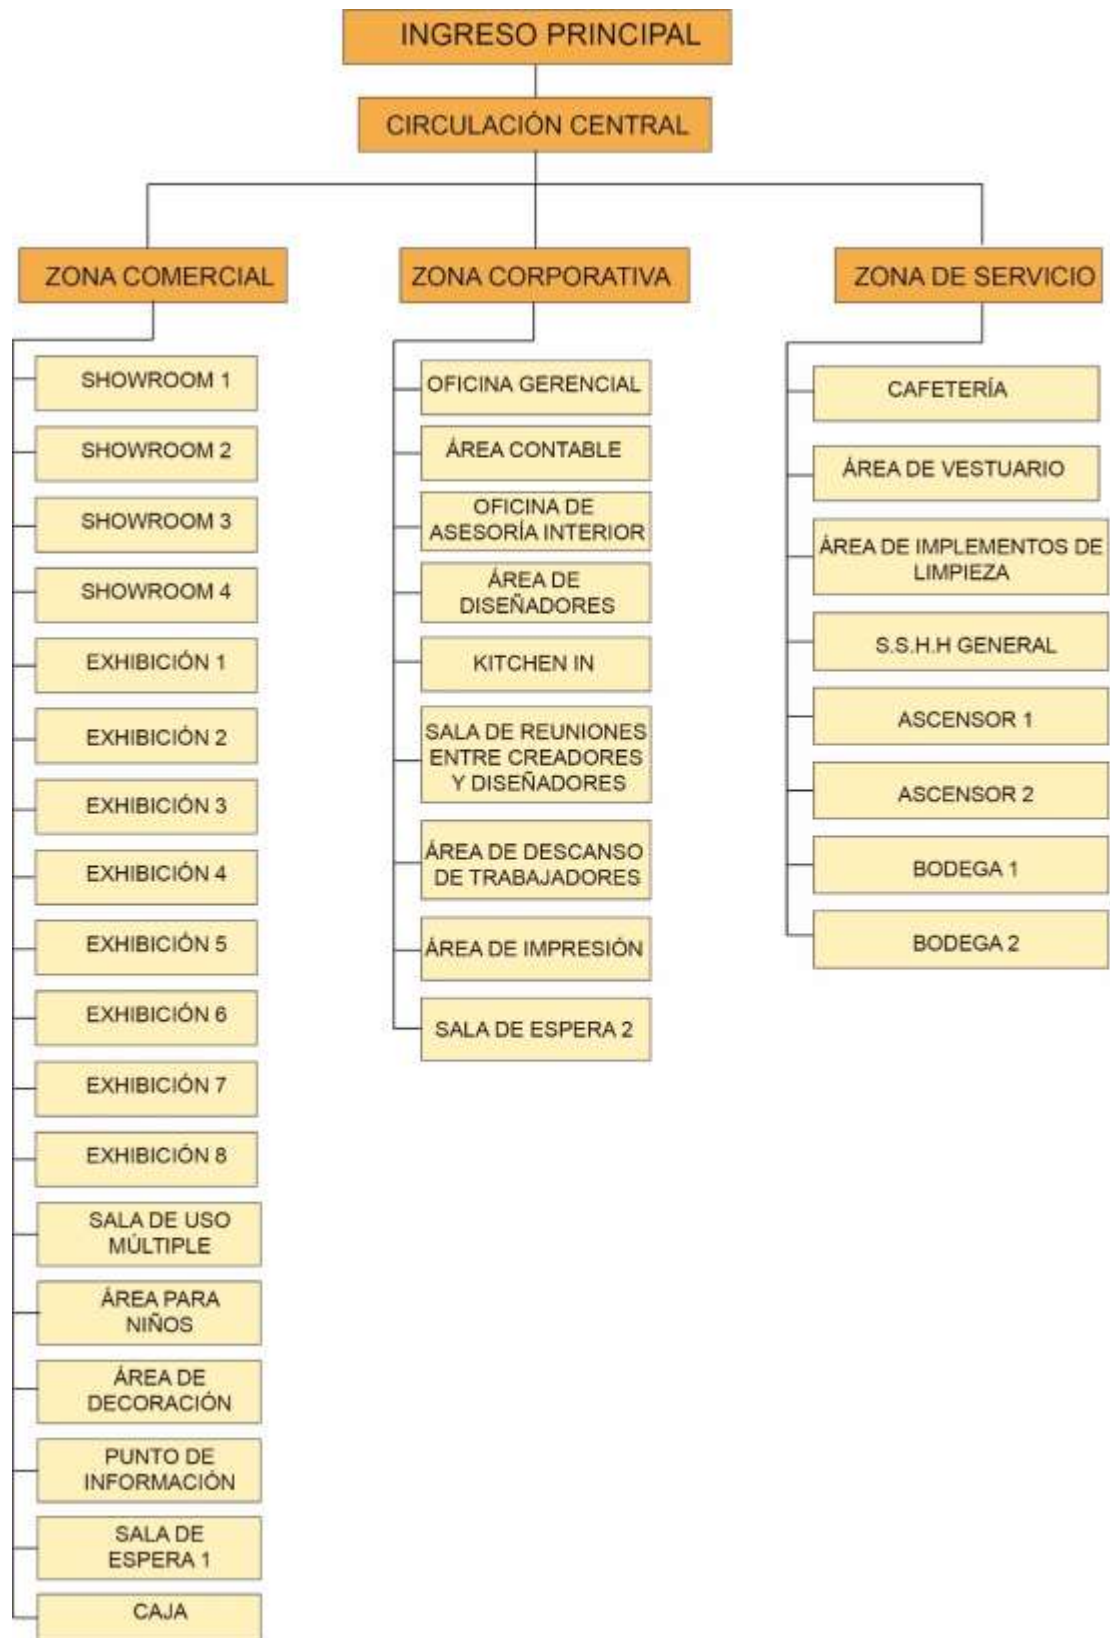 INGRESO PRINCIPAL
CIRCULACIÓN CENTRAL
ZONA COMERCIAL
SHOWROOM 1
SHOWROOM 2
SHOWROOM 3
SHOWROOM 4
EXHIBICIÓN 1
EXHIBICIÓN 2
EXHIBICIÓN 3
EXHIBICIÓN 4
EXHIBICIÓN 5
EXHIBICIÓN 6
EXHIBICIÓN 7
EXHIBICIÓN 8
SALA DE USO
MÚLTIPLE
ÁREA PARA
NIÑOS
ÁREA DE
DECORACIÓN
PUNTO DE
INFORMACIÓN
SALA DE
ESPERA 1
CAJA
ZONA CORPORATIVA
OFICINA GERENCIAL
ÁREA CONTABLE
OFICINA DE
ASESORÍA INTERIOR
ÁREA DE
DISEÑADORES
KITCHEN IN
SALA DE REUNIONES
ENTRE CREADORES
Y DISEÑADORES
ÁREA DE DESCANSO
DE TRABAJADORES
ÁREA DE IMPRESIÓN
SALA DE ESPERA 2
ZONA DE SERVICIO
CAFETERÍA
ÁREA DE VESTUARIO
ÁREA DE IMPLEMENTOS DE
LIMPIEZA
S.S.H.H GENERAL
ASCENSOR 1
ASCENSOR 2
BODEGA 1
BODEGA 2